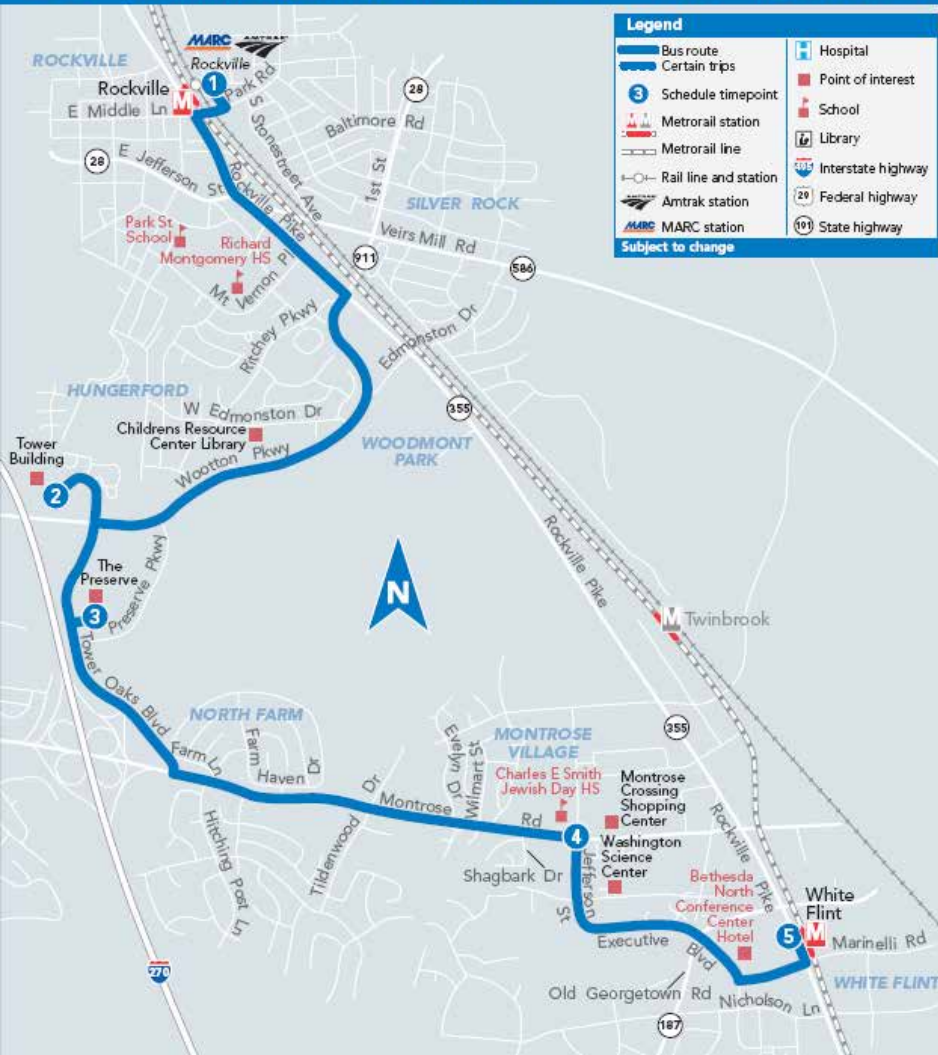 MARC
AMTRAK
ROCKVILLE
Rockville
1
Park Rd
Rockville
M
E Middle Ln
28
S Stonestreet Ave
Baltimore Rd
28
E Jefferson St
Rockville Pike
1st St
SILVER ROCK
Park St
School
Richard
Montgomery HS
Veirs Mill Rd
911
586
Mt Vernon Pl
Ritchey Pkwy
Edmonston Dr
HUNGERFORD
355
W Edmonston Dr
Childrens Resource
Center Library
WOODMONT
PARK
Tower
Building
2
Wootton Pkwy
Rockville Pike
The
Preserve
Preserve Pkwy
3
N
M
Twinbrook
Tower Oaks Blvd
NORTH FARM
Farm Ln
Farm
Haven Dr
Evelyn Dr
Wilmart St
MONTROSE
VILLAGE
355
Charles E Smith
Jewish Day HS
Montrose
Crossing
Shopping
Center
Montrose
Rd
4
Rockville Pike
Tildenwood Dr
Hitching Post Ln
Shagbark Dr
Jefferson St
Washington
Science
Center
Bethesda
North
Conference
Center
Hotel
White
Flint
5
M
Marinelli Rd
Executive Blvd
270
WHITE FLINT
Old Georgetown Rd
Nicholson Ln
187
Legend
Bus route
Certain trips
3
Schedule timepoint
M
M
Metrorail station
Metrorail line
Rail line and station
AMTRAK
Amtrak station
MARC
MARC station
H
Hospital
Point of interest
School
Library
495
Interstate highway
29
Federal highway
191
State highway
Subject to change